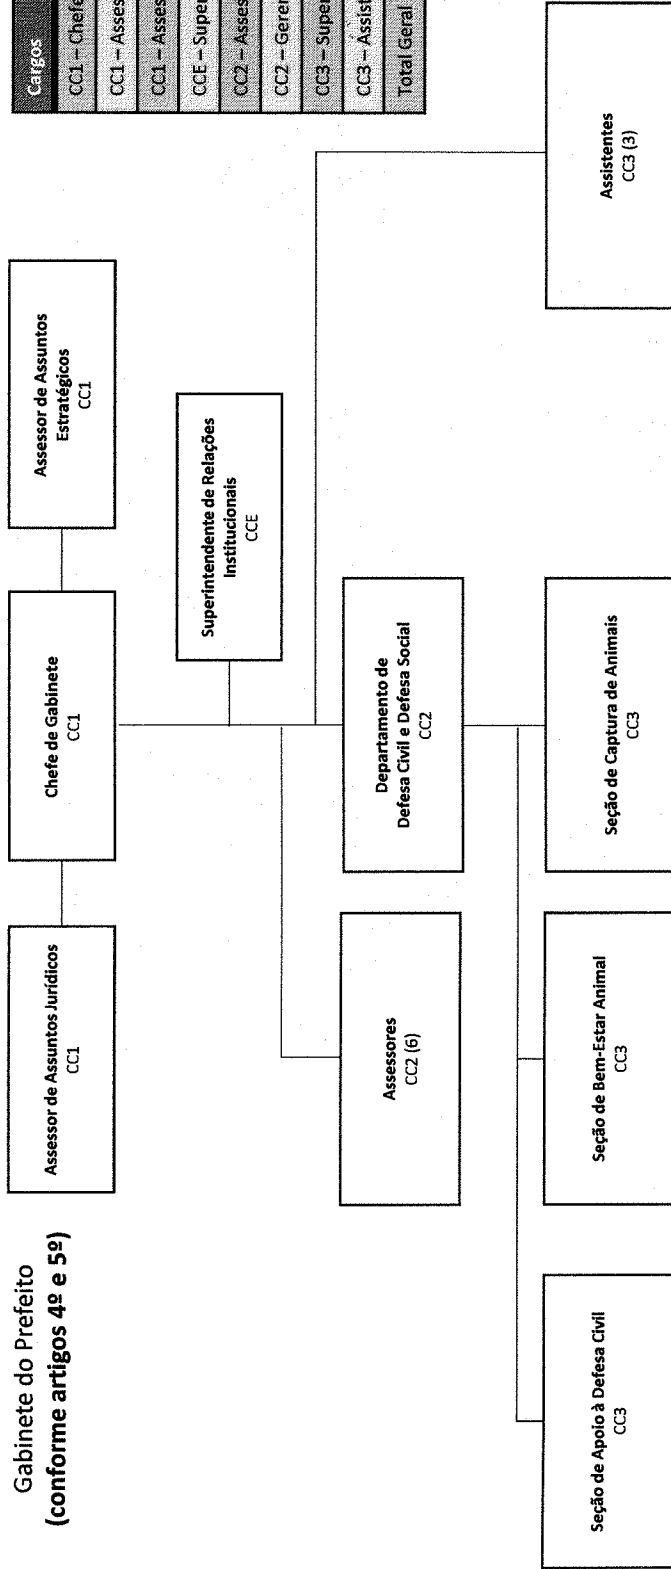 Gabinete do Prefeito
(conforme artigos 4º e 5º)
Assessor de Assuntos Jurídicos
CC1
Chefe de Gabinete
CC1
Assessor de Assuntos
Estratégicos
CC1
Superintendente de Relações
Institucionais
CCE
Assessores
CC2 (6)
Departamento de
Defesa Civil e Defesa Social
CC2
Seção de Apoio à Defesa Civil
CC3
Seção de Bem-Estar Animal
CC3
Seção de Captura de Animais
CC3
Assistentes
CC3 (3)
Cargos
CC1 – Chefe
CC1 – Asses
CC1 – Asses
CCE – Super
CC2 – Asses
CC2 – Geren
CC3 – Super
CC3 – Assist
Total Geral